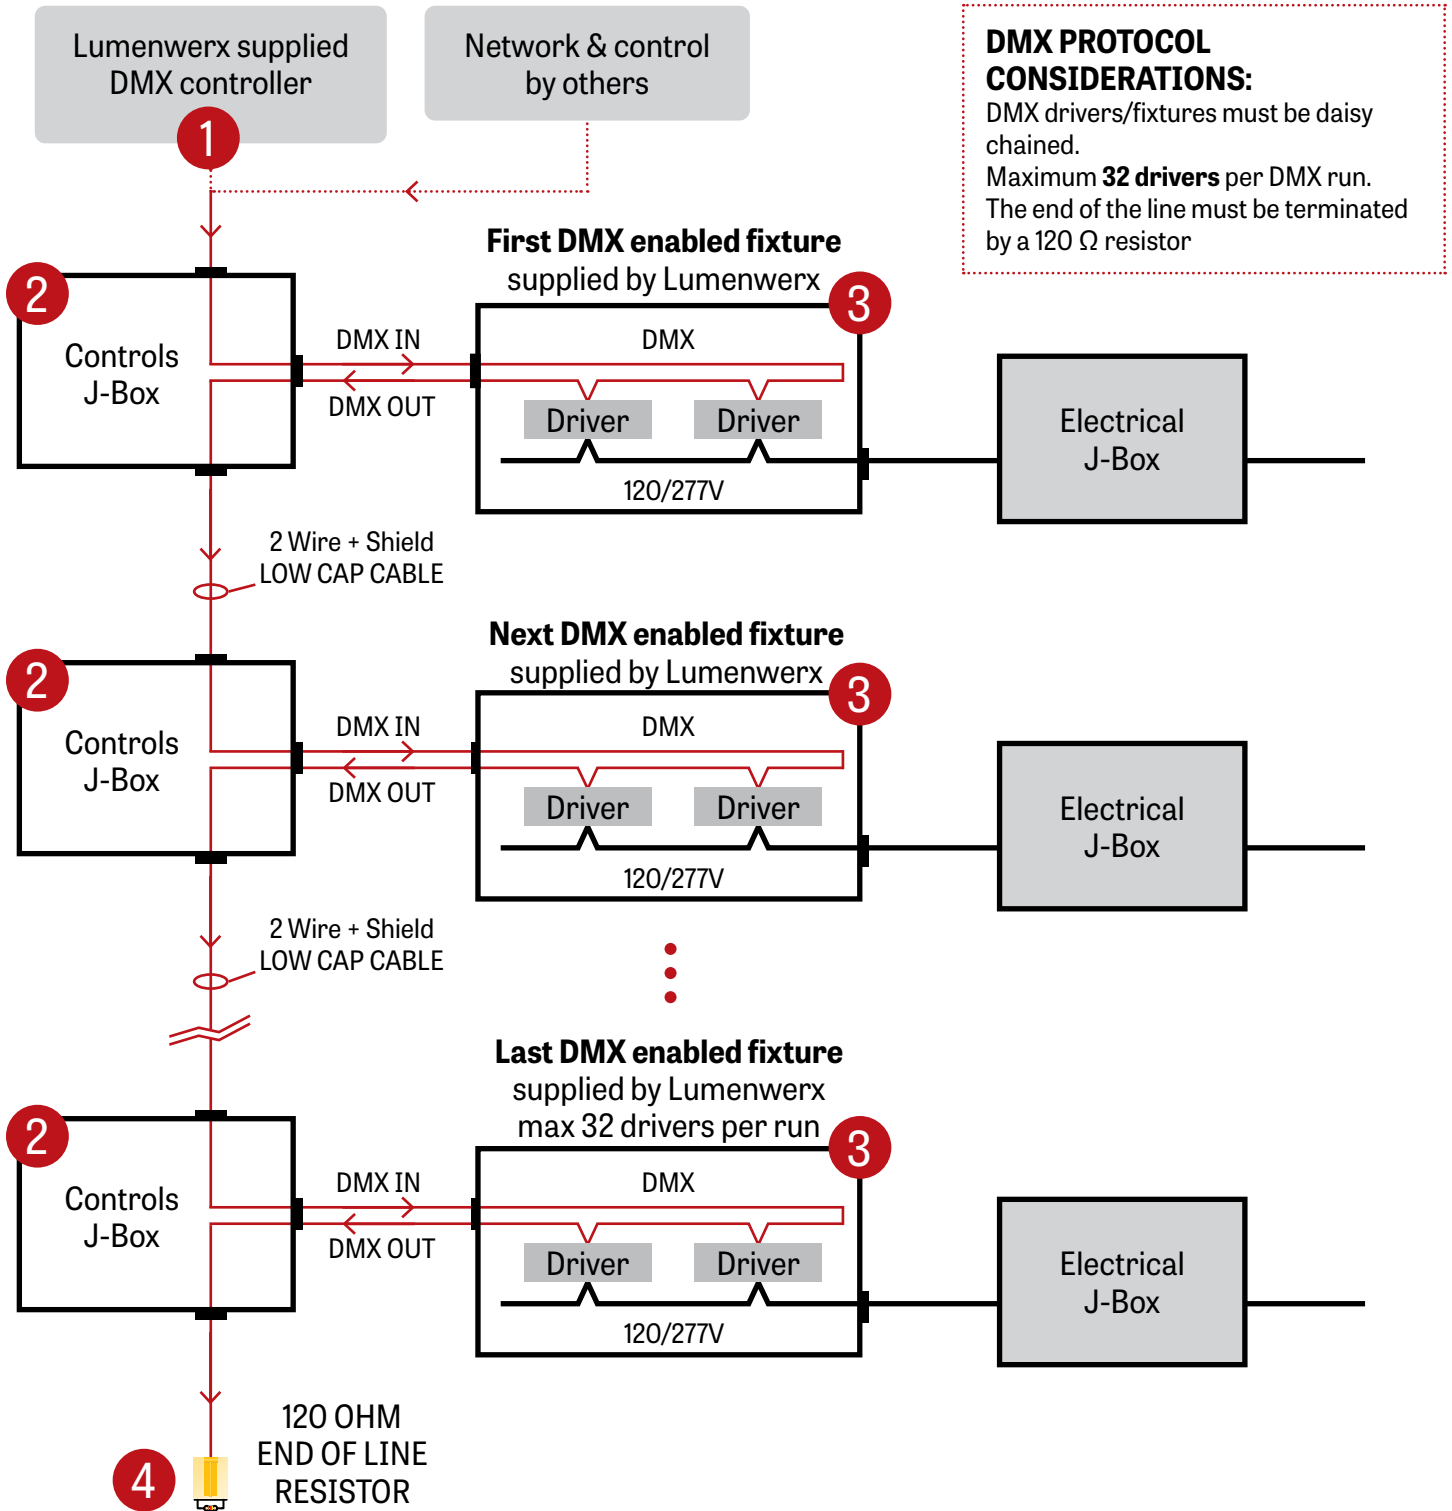 Lumenwerx supplied
DMX controller
1
Network & control
by others
DMX PROTOCOL
CONSIDERATIONS:
DMX drivers/fixtures must be daisy
chained.
Maximum 32 drivers per DMX run.
The end of the line must be terminated
by a 120 Ω resistor
2
Controls
J-Box
DMX IN
DMX OUT
First DMX enabled fixture
supplied by Lumenwerx
3
DMX
Driver
Driver
120/277V
Electrical
J-Box
2 Wire + Shield
LOW CAP CABLE
2
Controls
J-Box
DMX IN
DMX OUT
Next DMX enabled fixture
supplied by Lumenwerx
3
DMX
Driver
Driver
120/277V
Electrical
J-Box
2 Wire + Shield
LOW CAP CABLE
2
Controls
J-Box
DMX IN
DMX OUT
Last DMX enabled fixture
supplied by Lumenwerx
max 32 drivers per run
3
DMX
Driver
Driver
120/277V
Electrical
J-Box
4
120 OHM
END OF LINE
RESISTOR